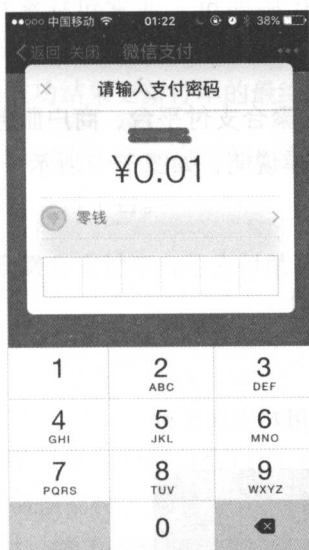 中国移动 01:22 38%
返回 关闭 微信支付
请输入支付密码
¥0.01
零钱
1 2 3
ABC DEF
4 5 6
GHI JKL MNO
7 8 9
PQRS TUV WXYZ
0